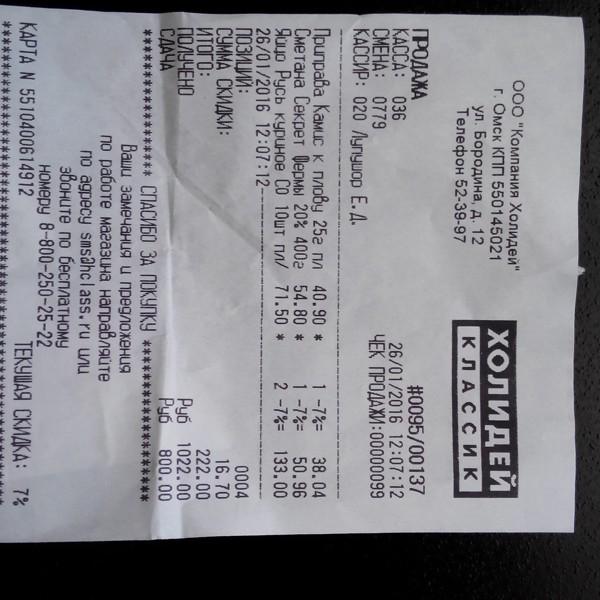 ООО "Компания Холидей"
г. Омск КПП 550145021
ул. Бородина, д. 12
Телефон 52-39-97
ХОЛИДЕЙ
КЛАССИК
ПРОДАЖА
#0095/00137
КАССА: 036
26/01/2016 12:07:12
СМЕНА: 0779
ЧЕК ПРОДАЖИ:00000099
КАССИР: 020 Лупушор Е.Д.
Приправа Камис к плову 25г пл 40.90 * 1 -7%= 38.04
Сметана Секрет Фермы 20% 400г 54.80 * 1 -7%= 50.96
Яйцо Русь куриное С0 10шт пл/ 71.50 * 2 -7%= 133.00
26/01/2016 12:07:12
ПОЗИЦИЙ: 0004
СУММА СКИДКИ: 16.70
ИТОГО: 222.00
ПОЛУЧЕНО Руб 1022.00
СДАЧА Руб 800.00
******************** СПАСИБО ЗА ПОКУПКУ ********************
Ваши замечания и предложения
по работе магазина направляйте
по адресу sms@hclass.ru или
звоните по бесплатному
номеру 8-800-250-25-22
КАРТА N 5510400614912 ТЕКУЩАЯ СКИДКА: 7%